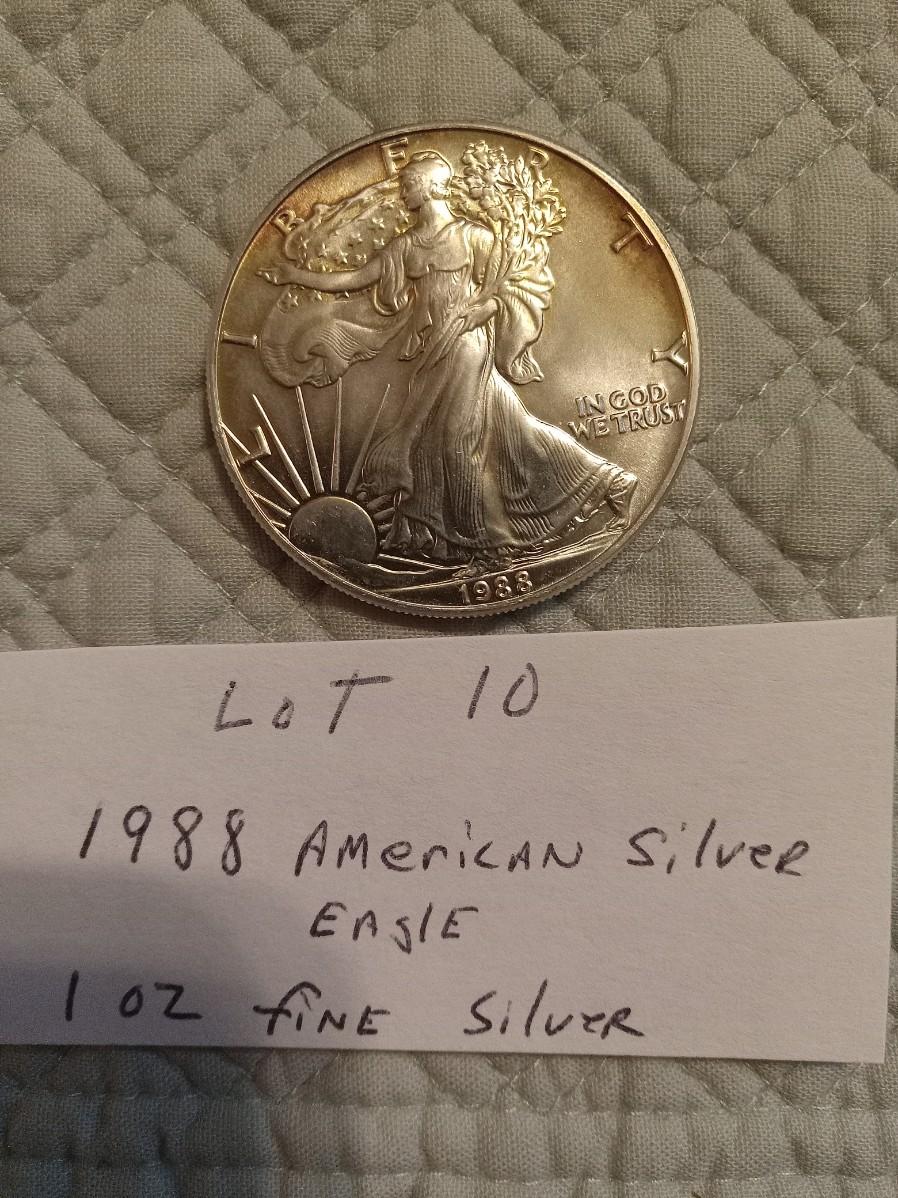 LIBERTY
IN GOD
WE TRUST
1988
LOT 10
1988 AMERICAN SILVER
EAGLE
1 OZ FINE SILVER